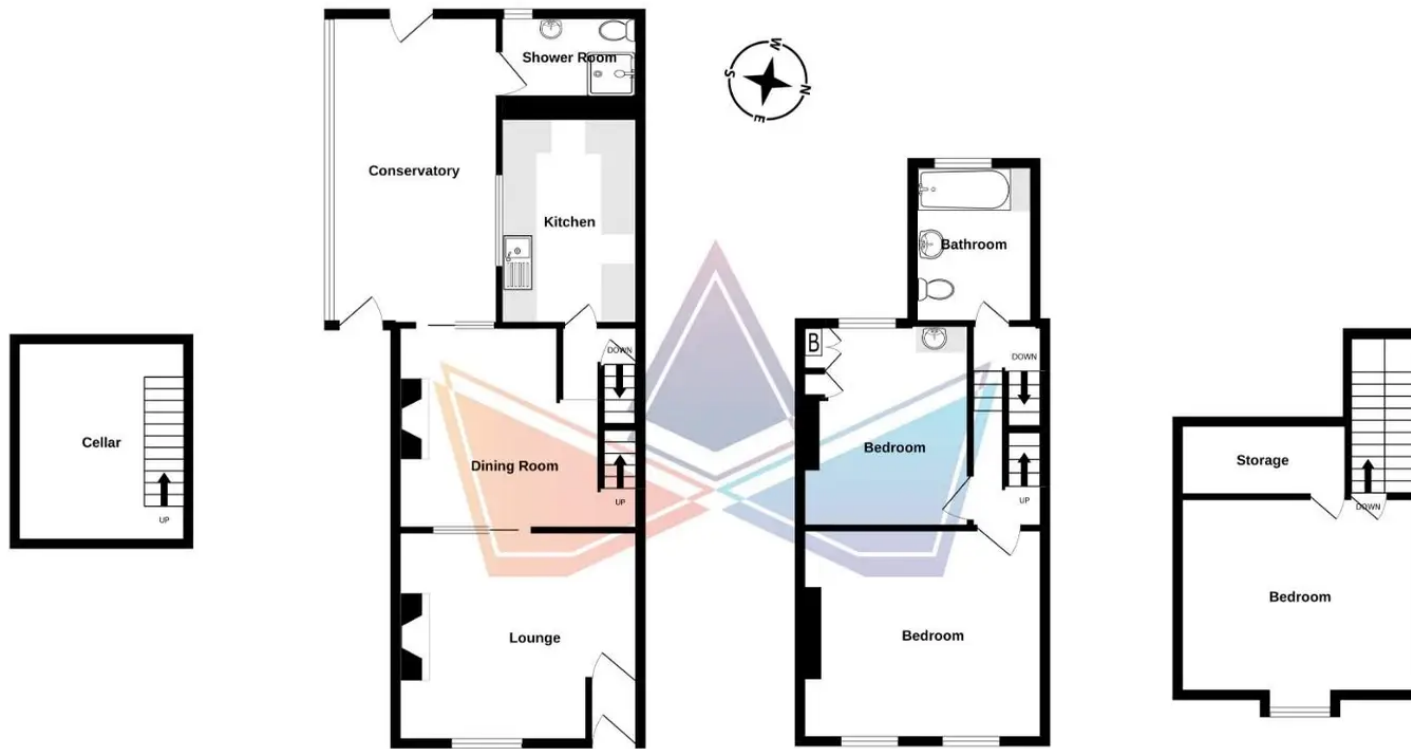 Cellar
UP
Conservatory
Shower Room
Kitchen
DOWN
Dining Room
UP
Lounge
W
S
N
E
Bathroom
B
DOWN
Bedroom
UP
Bedroom
Storage
DOWN
Bedroom